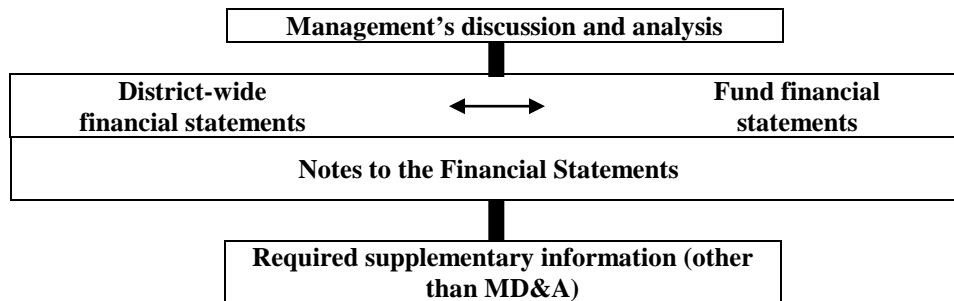 Management’s discussion and analysis
District-wide
financial statements
Fund financial
statements
Notes to the Financial Statements
Required supplementary information (other
than MD&A)